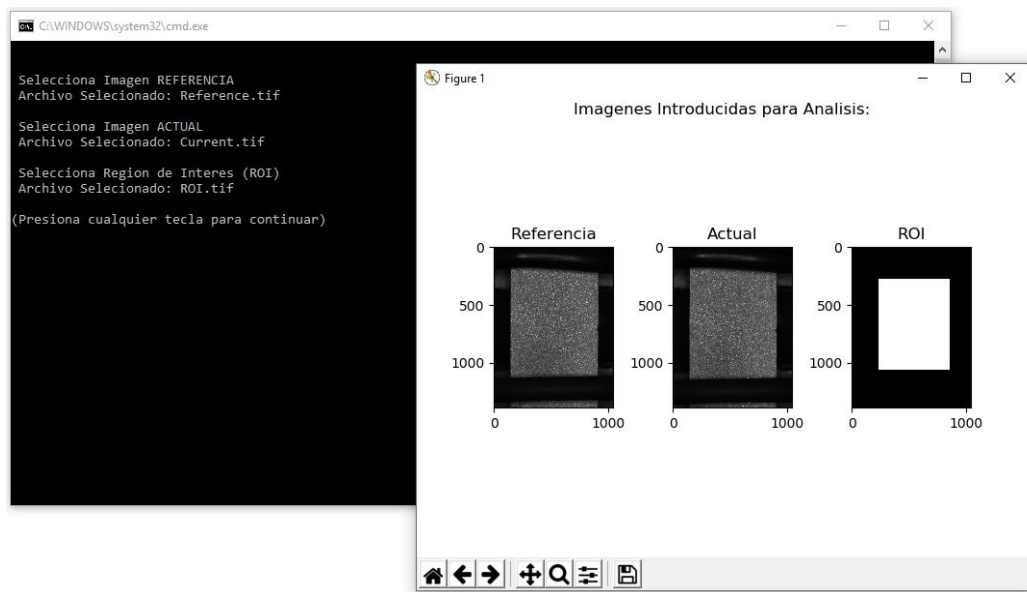 C:\WINDOWS\system32\cmd.exe
Selecciona Imagen REFERENCIA
Archivo Selecionado: Reference.tif
Selecciona Imagen ACTUAL
Archivo Selecionado: Current.tif
Selecciona Region de Interes (ROI)
Archivo Selecionado: ROI.tif
(Presiona cualquier tecla para continuar)
Figure 1
Imagenes Introducidas para Analisis:
Referencia
0
500
1000
0 1000
Actual
0
500
1000
0 1000
ROI
0
500
1000
0 1000